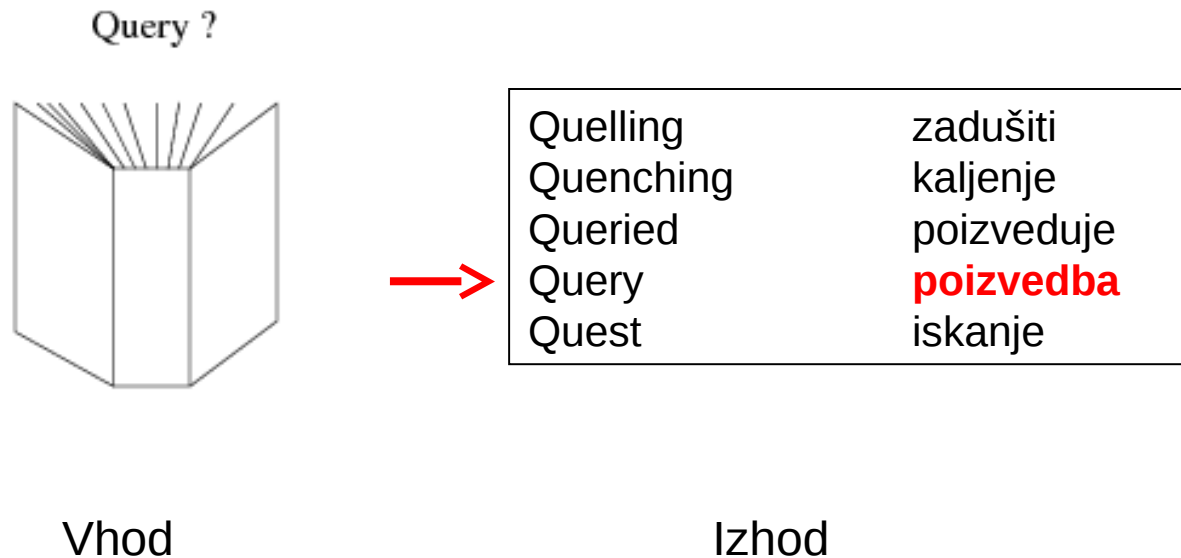 Query ?
Quelling zadušiti
Quenching kaljenje
Queried poizveduje
Query poizvedba
Quest iskanje
Vhod Izhod